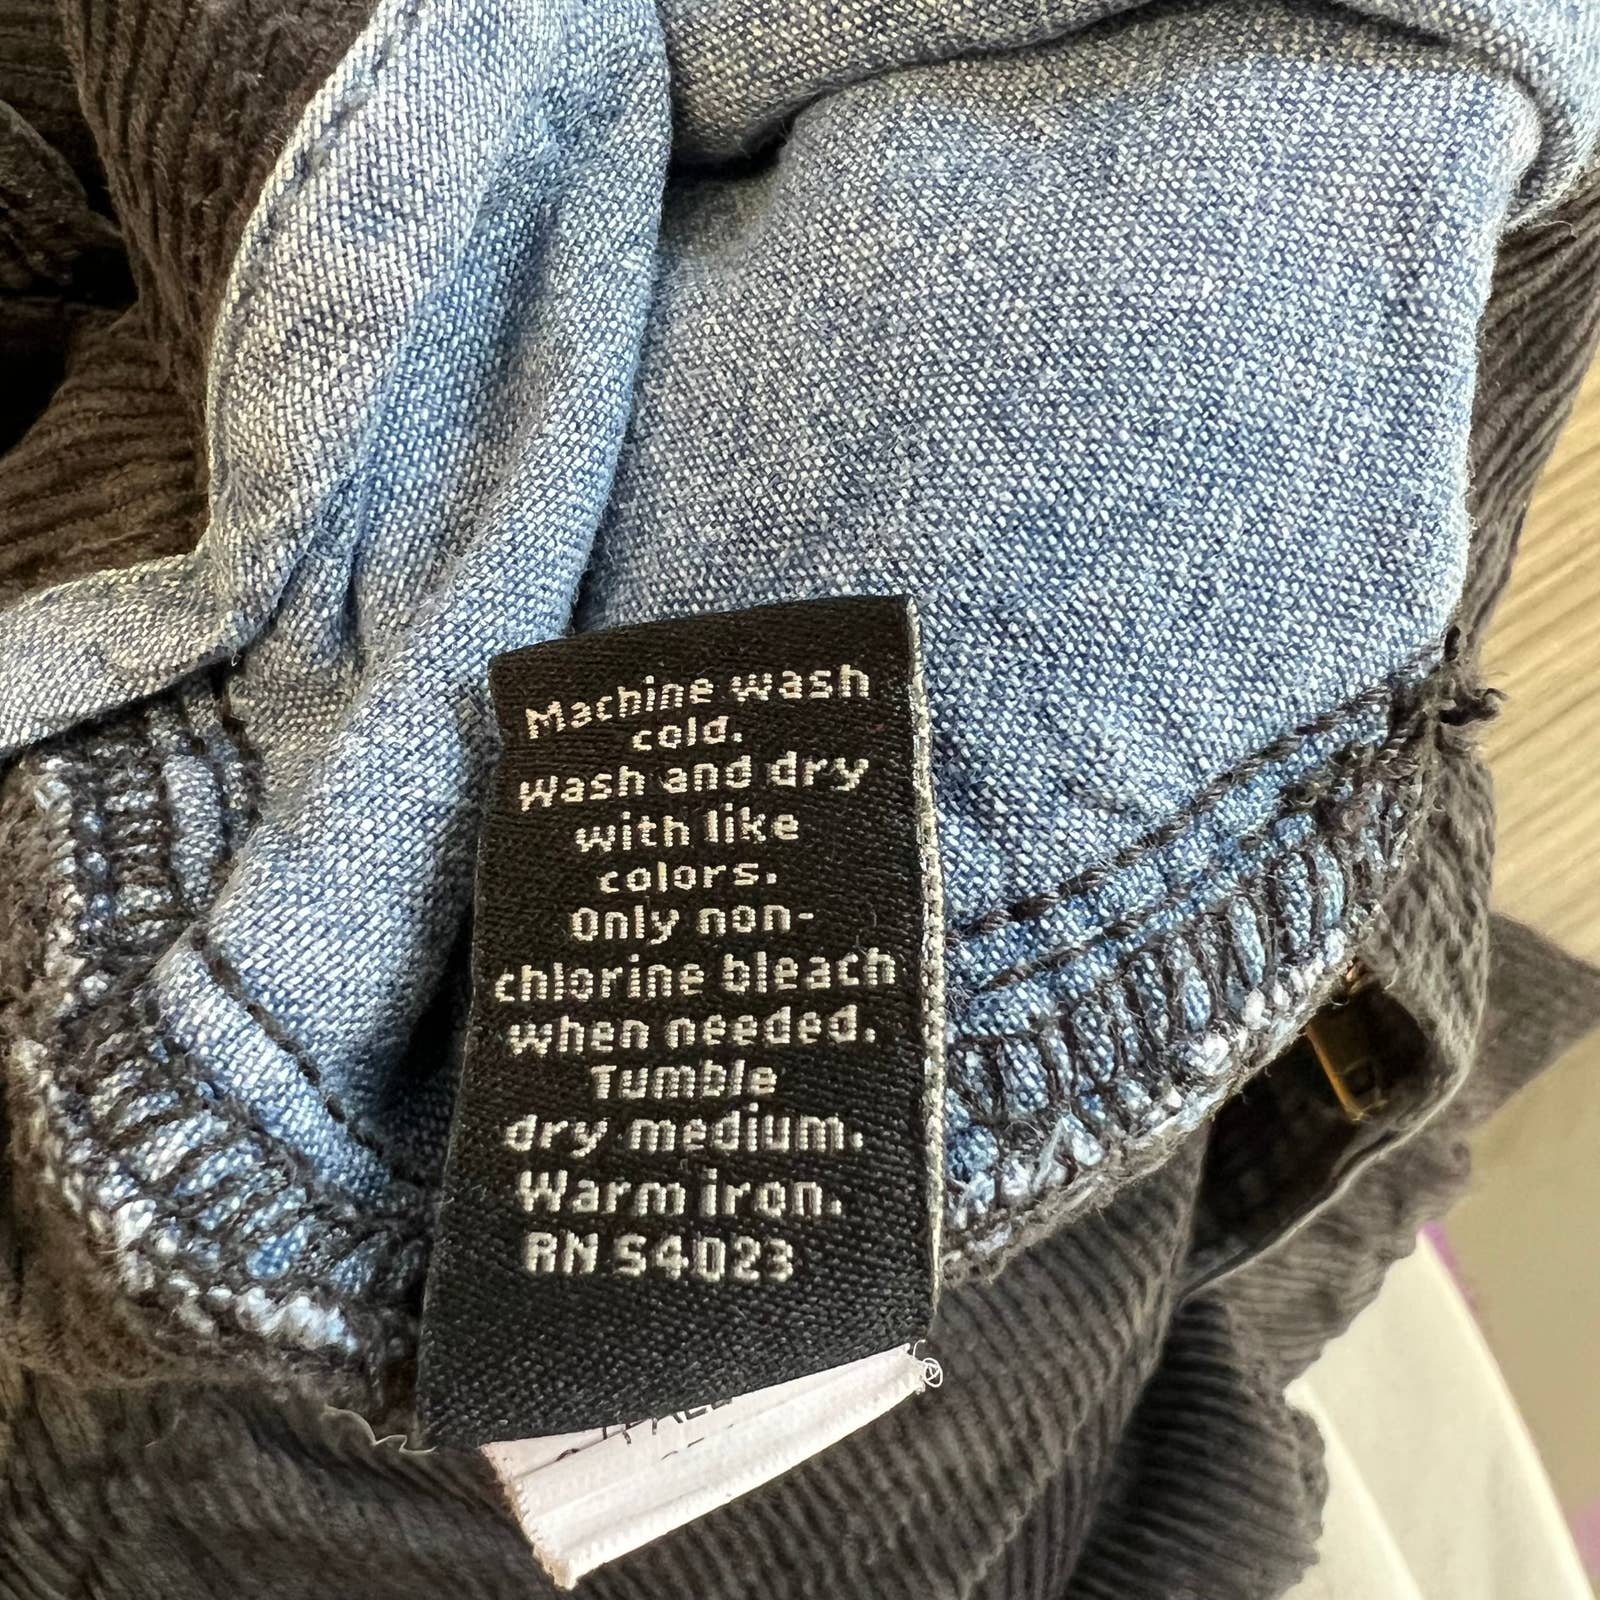 Machine wash
cold.
Wash and dry
with like
colors.
Only non-
chlorine bleach
when needed.
Tumble
dry medium.
Warm iron.
RN 54023